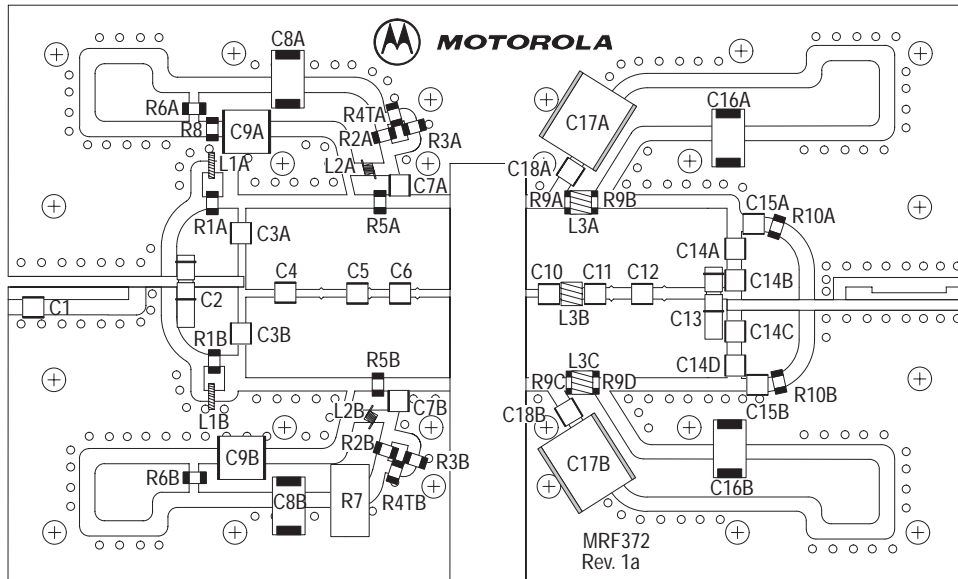 C8A
MOTOROLA
R6A
R8
C9A
R4TA
R2A
R3A
C17A
C16A
L1A
L2A
C7A
C18A
R1A
R5A
R9A
R9B
L3A
C15A
R10A
C3A
C14A
C4
C5
C6
C10
C11
C12
C14B
C1
C2
L3B
C13
C3B
C14C
R1B
R5B
L3C
C14D
R9C
R9D
L1B
L2B
C7B
C18B
C15B
R10B
R2B
R3B
C9B
R6B
C8B
R7
R4TB
C17B
C16B
MRF372
Rev. 1a